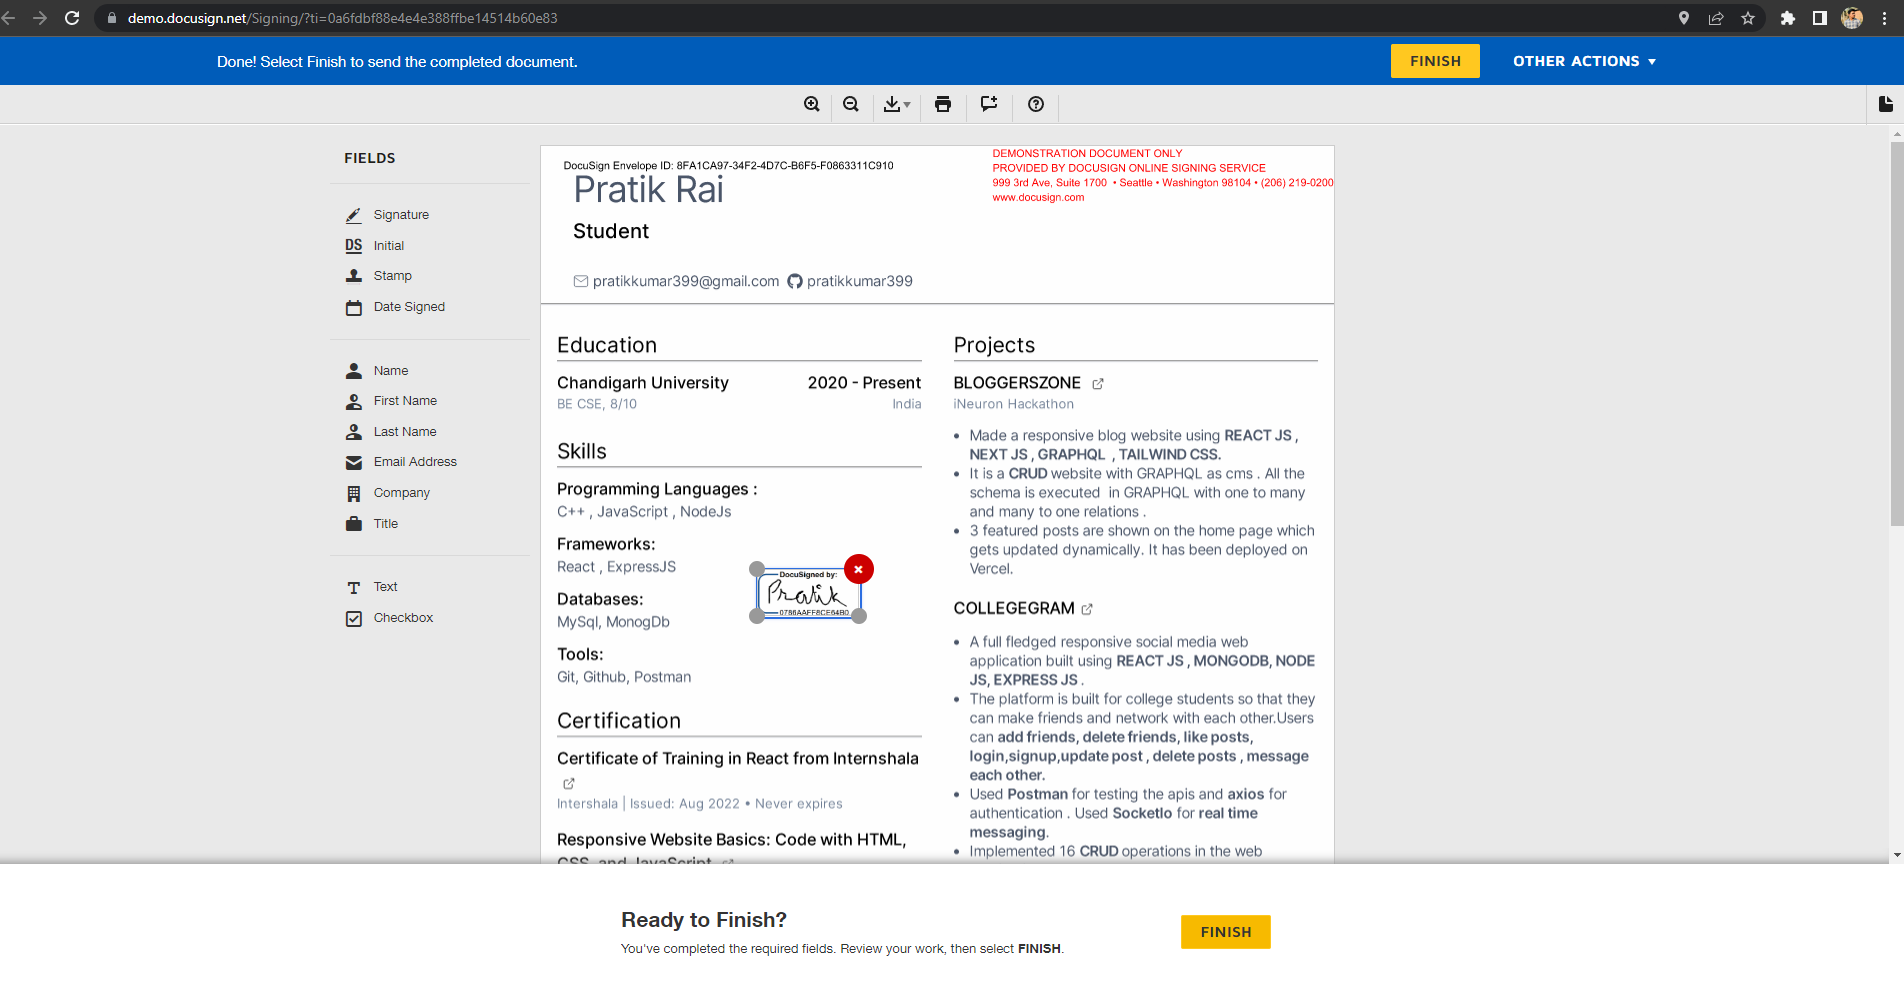 demo.docusign.net/Signing/?ti=0a6fdbf88e4e4e388ffbe14514b60e83
Done! Select Finish to send the completed document.
FINISH
OTHER ACTIONS
FIELDS
Signature
DS Initial
Stamp
Date Signed
Name
First Name
Last Name
Email Address
Company
Title
Text
Checkbox
DocuSign Envelope ID: 8FA1CA97-34F2-4D7C-B6F5-F0863311C910
DEMONSTRATION DOCUMENT ONLY
PROVIDED BY DOCUSIGN ONLINE SIGNING SERVICE
999 3rd Ave, Suite 1700 • Seattle • Washington 98104 • (206) 219-0200
www.docusign.com
Pratik Rai
Student
pratikkumar399@gmail.com pratikkumar399
Education
Chandigarh University 2020 - Present
BE CSE, 8/10 India
Skills
Programming Languages :
C++ , JavaScript , NodeJs
Frameworks:
React , ExpressJS
Databases:
MySql, MonogDb
Tools:
Git, Github, Postman
DocuSigned by:
Pratik
0786AAFF8CE64B0
Certification
Certificate of Training in React from Internshala
Intershala | Issued: Aug 2022 • Never expires
Responsive Website Basics: Code with HTML,
CSS, and JavaScript
Projects
BLOGGERSZONE
iNeuron Hackathon
• Made a responsive blog website using REACT JS ,
NEXT JS , GRAPHQL , TAILWIND CSS.
• It is a CRUD website with GRAPHQL as cms . All the
schema is executed in GRAPHQL with one to many
and many to one relations .
• 3 featured posts are shown on the home page which
gets updated dynamically. It has been deployed on
Vercel.
COLLEGEGRAM
• A full fledged responsive social media web
application built using REACT JS , MONGODB, NODE
JS, EXPRESS JS .
• The platform is built for college students so that they
can make friends and network with each other.Users
can add friends, delete friends, like posts,
login,signup,update post , delete posts , message
each other.
• Used Postman for testing the apis and axios for
authentication . Used SocketIo for real time
messaging.
• Implemented 16 CRUD operations in the web
Ready to Finish?
You've completed the required fields. Review your work, then select FINISH.
FINISH